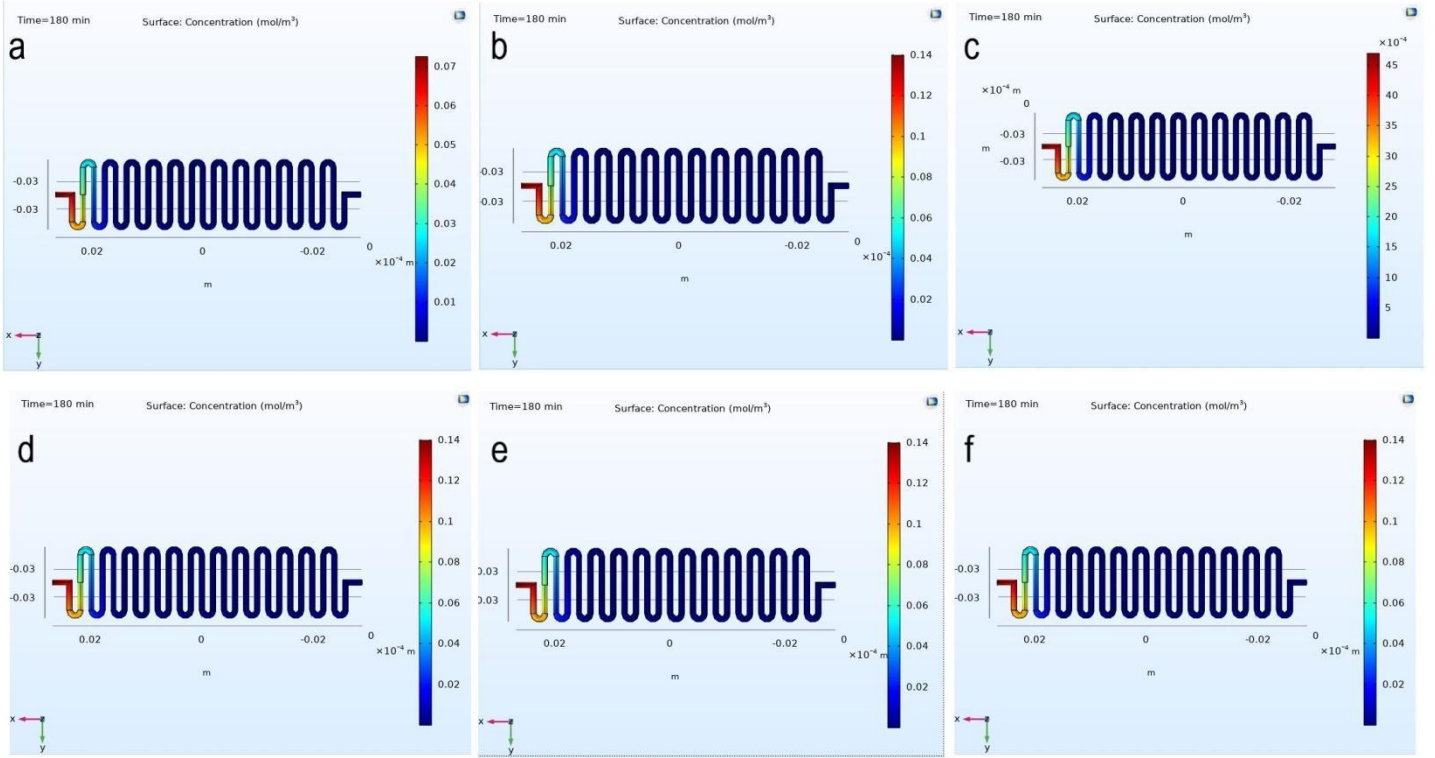 Time=180 min Surface: Concentration (mol/m³)
a
0.07
0.06
0.05
0.04
0.03
0.02
0.01
-0.03
-0.03
0.02 0 -0.02 0
×10⁻⁴ m
m
x z
y
Time=180 min Surface: Concentration (mol/m³)
b
0.14
0.12
0.1
0.08
0.06
0.04
0.02
-0.03
-0.03
0.02 0 -0.02 0
×10⁻⁴
m
x z
y
Time=180 min Surface: Concentration (mol/m³)
c
×10⁻⁴
45
40
35
30
25
20
15
10
5
×10⁻⁴ m
0
-0.03
m
-0.03
0.02 0 -0.02
m
x z
y
Time=180 min Surface: Concentration (mol/m³)
d
0.14
0.12
0.1
0.08
0.06
0.04
0.02
-0.03
-0.03
0.02 0 -0.02 0
×10⁻⁴ m
m
x z
y
Time=180 min Surface: Concentration (mol/m³)
e
0.14
0.12
0.1
0.08
0.06
0.04
0.02
0.03
0.03
0.02 0 -0.02 0
×10⁻⁴ m
m
x z
y
Time=180 min Surface: Concentration (mol/m³)
f
0.14
0.12
0.1
0.08
0.06
0.04
0.02
-0.03
-0.03
0.02 0 -0.02 0
×10⁻⁴ m
m
x z
y